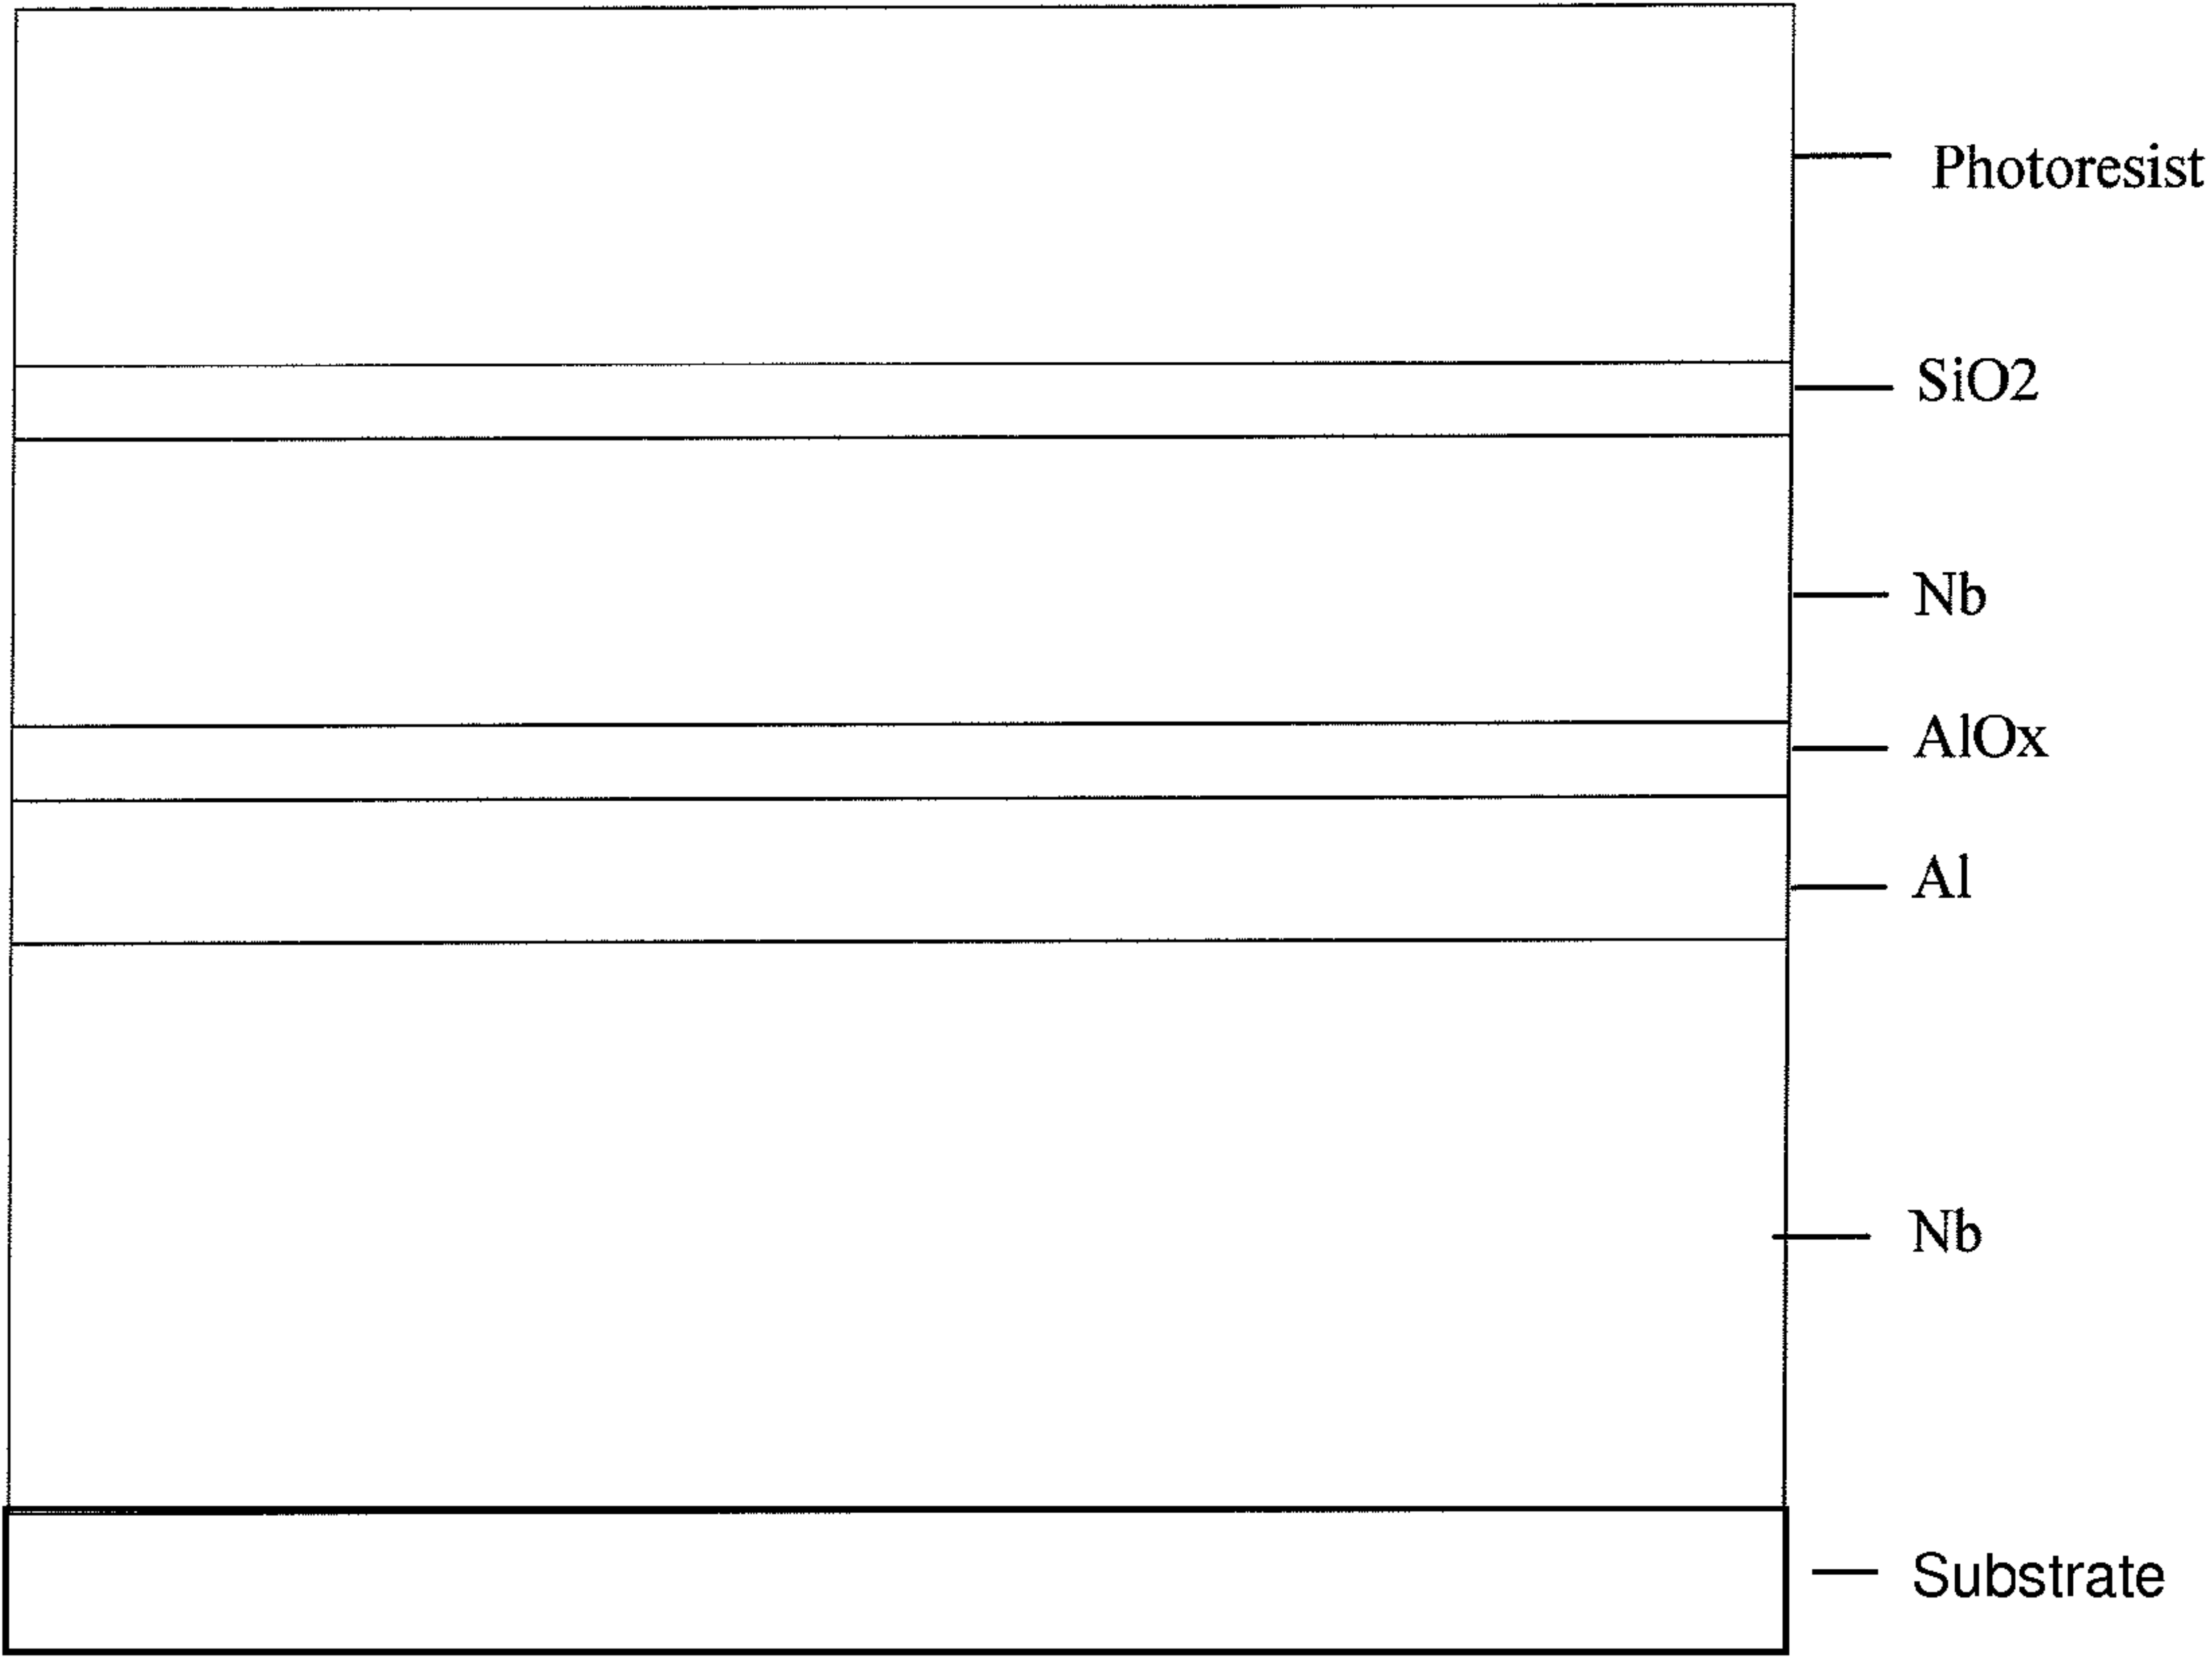 Photoresist
SiO2
Nb
AlOx
Al
Nb
Substrate